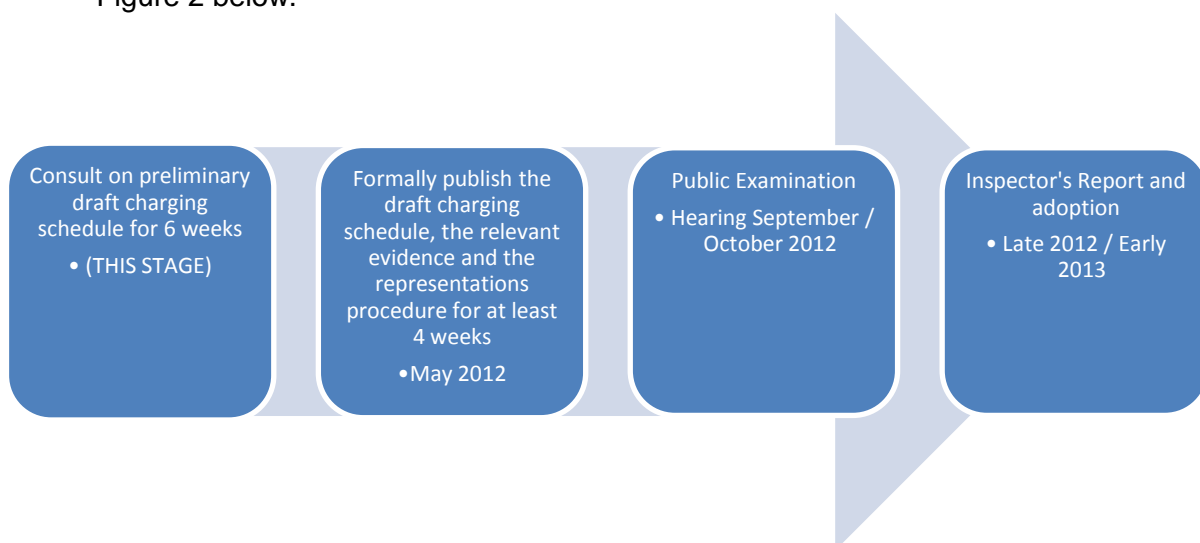 Figure 2 below.
Consult on preliminary
draft charging
schedule for 6 weeks
• (THIS STAGE)
Formally publish the
draft charging
schedule, the relevant
evidence and the
representations
procedure for at least
4 weeks
•May 2012
Public Examination
• Hearing September /
October 2012
Inspector's Report and
adoption
• Late 2012 / Early
2013